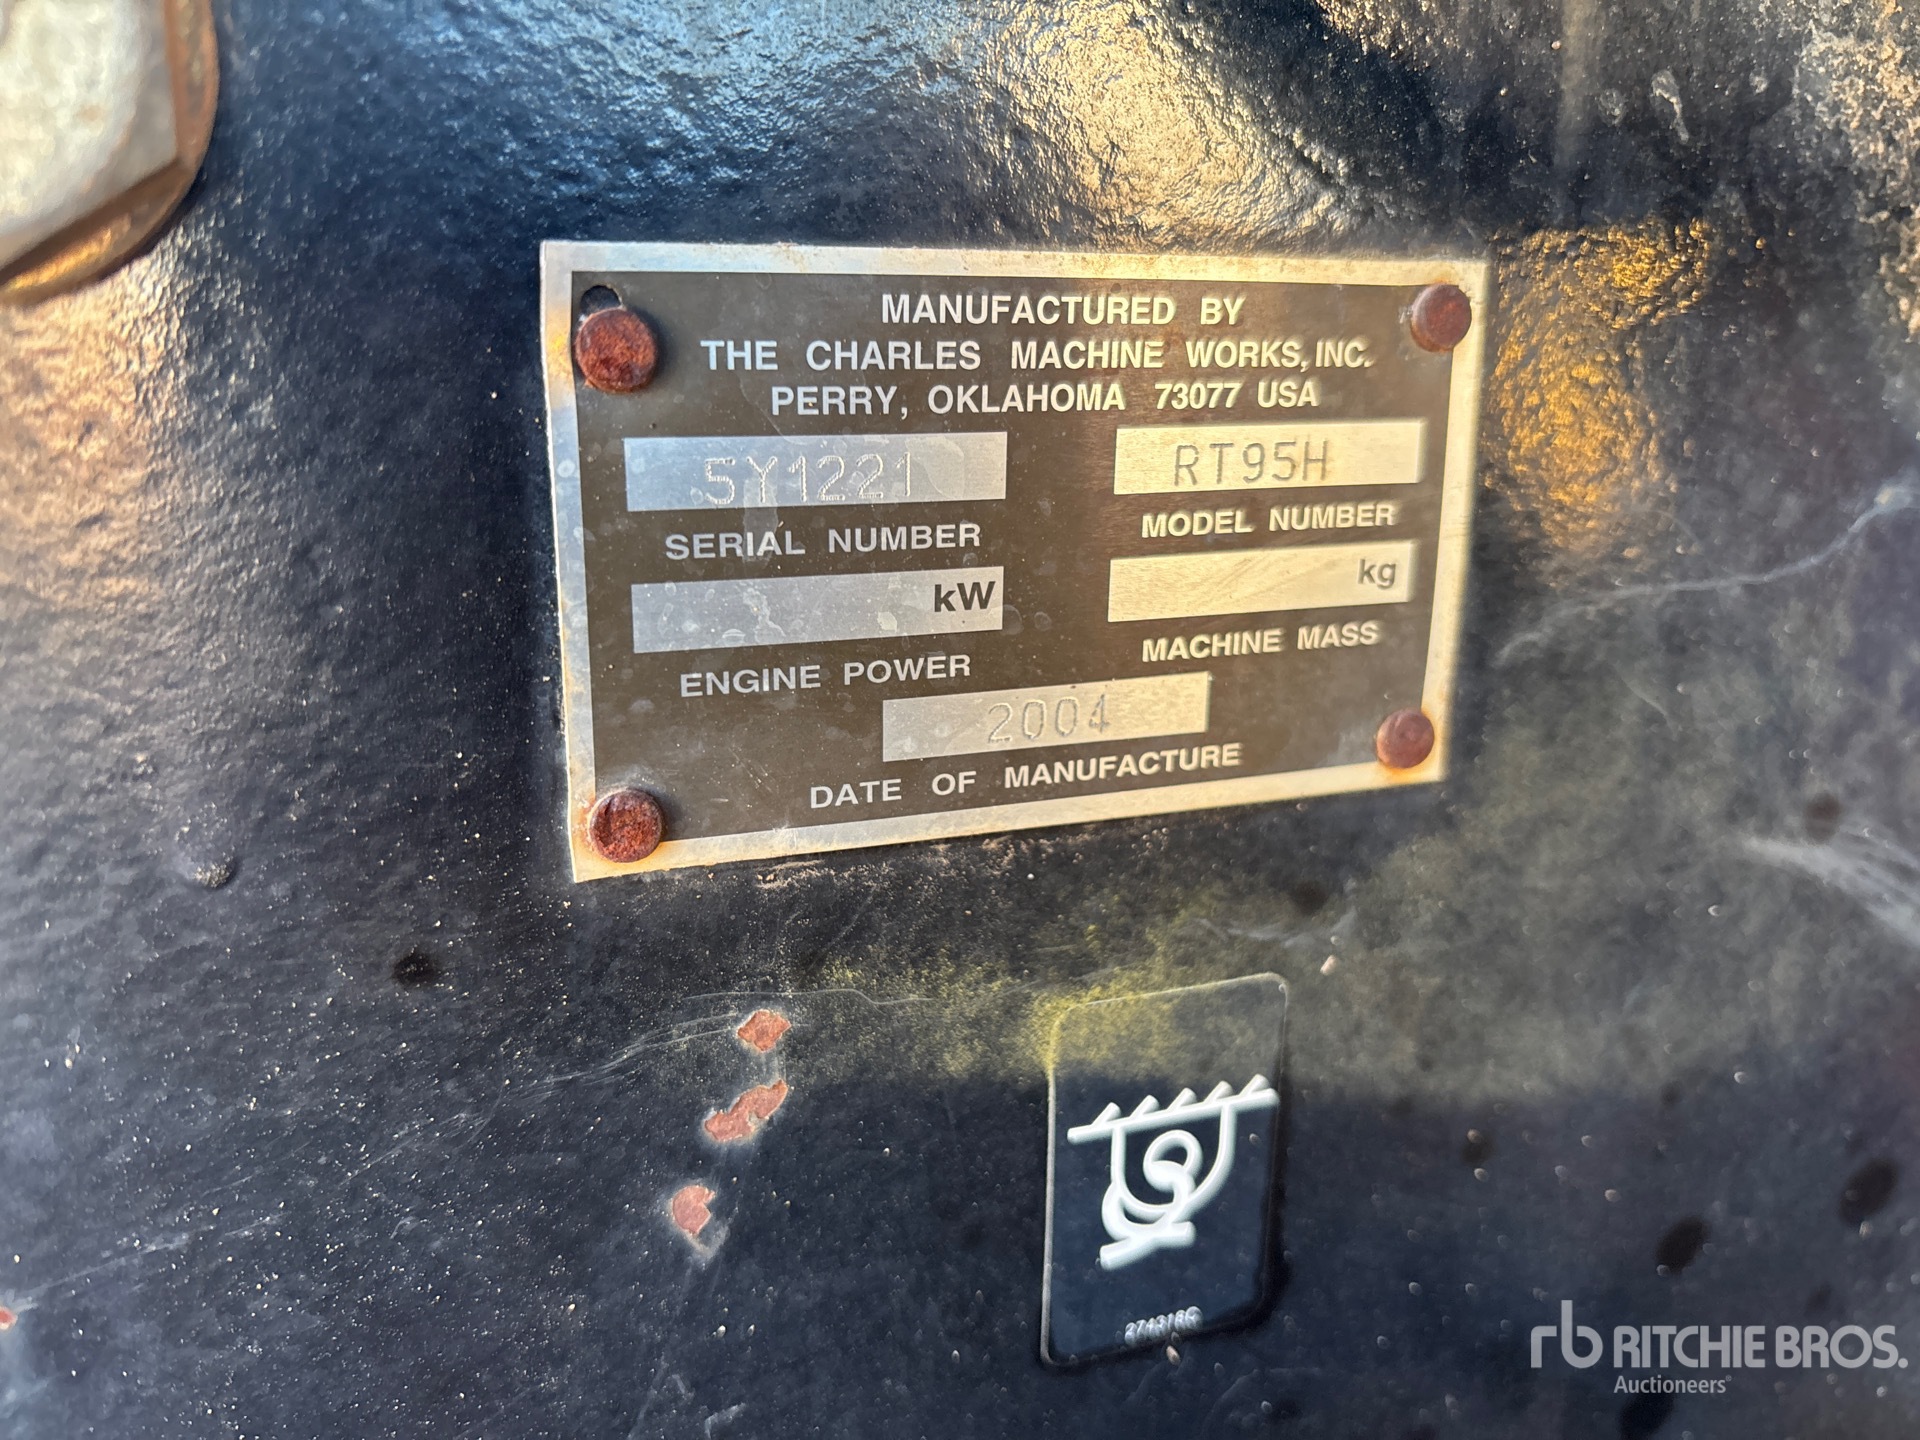 MANUFACTURED BY
THE CHARLES MACHINE WORKS, INC.
PERRY, OKLAHOMA 73077 USA
5Y1221
RT95H
SERIAL NUMBER
MODEL NUMBER
kW
kg
ENGINE POWER
MACHINE MASS
2004
DATE OF MANUFACTURE
rb RITCHIE BROS.
Auctioneers